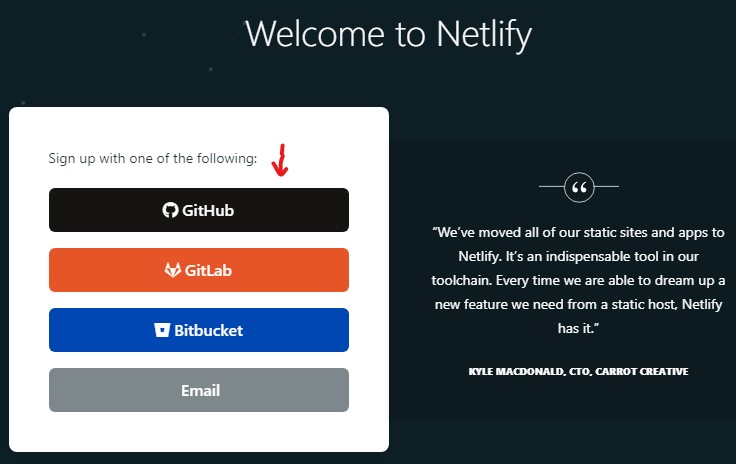 Welcome to Netlify
Sign up with one of the following:
GitHub
GitLab
Bitbucket
Email
“We’ve moved all of our static sites and apps to
Netlify. It’s an indispensable tool in our
toolchain. Every time we are able to dream up a
new feature we need from a static host, Netlify
has it.”
KYLE MACDONALD, CTO, CARROT CREATIVE